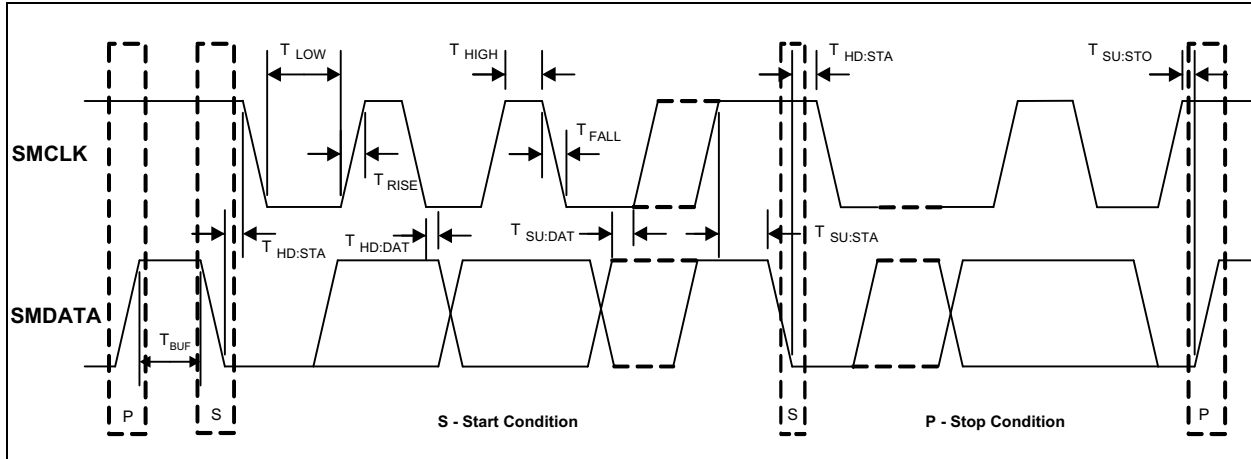 T LOW
T HIGH
T HD:STA
T SU:STO
SMCLK
T FALL
T RISE
T HD:STA
T HD:DAT
T SU:DAT
T SU:STA
SMDATA
T BUF
P
S
S - Start Condition
S
P - Stop Condition
P